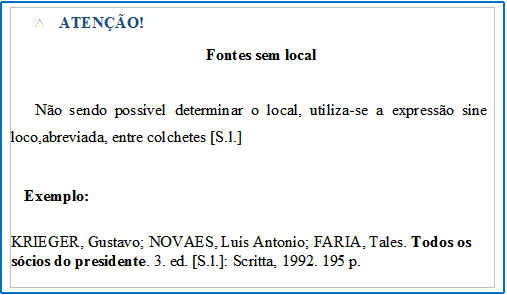 ATENÇÃO!
Fontes sem local
Não sendo possível determinar o local, utiliza-se a expressão sine
loco,abreviada, entre colchetes [S.l.]
Exemplo:
KRIEGER, Gustavo; NOVAES, Luís Antonio; FARIA, Tales. Todos os
sócios do presidente. 3. ed. [S.l.]: Scritta, 1992. 195 p.